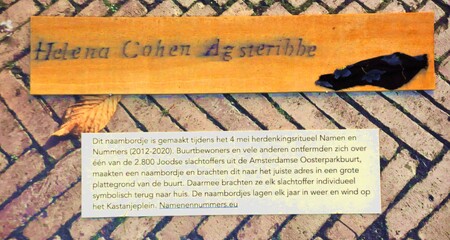 Helena Cohen Agsteribbe
Dit naambordje is gemaakt tijdens het 4 mei herdenkingsritueel Namen en
Nummers (2012-2020). Buurtbewoners en vele anderen ontfermden zich over
één van de 2.800 Joodse slachtoffers uit de Amsterdamse Oosterparkbuurt,
maakten een naambordje en brachten dit naar het juiste adres in een grote
plattegrond van de buurt. Daarmee brachten ze elk slachtoffer individueel
symbolisch terug naar huis. De naambordjes lagen elk jaar in weer en wind op
het Kastanjeplein. Namenennummers.eu